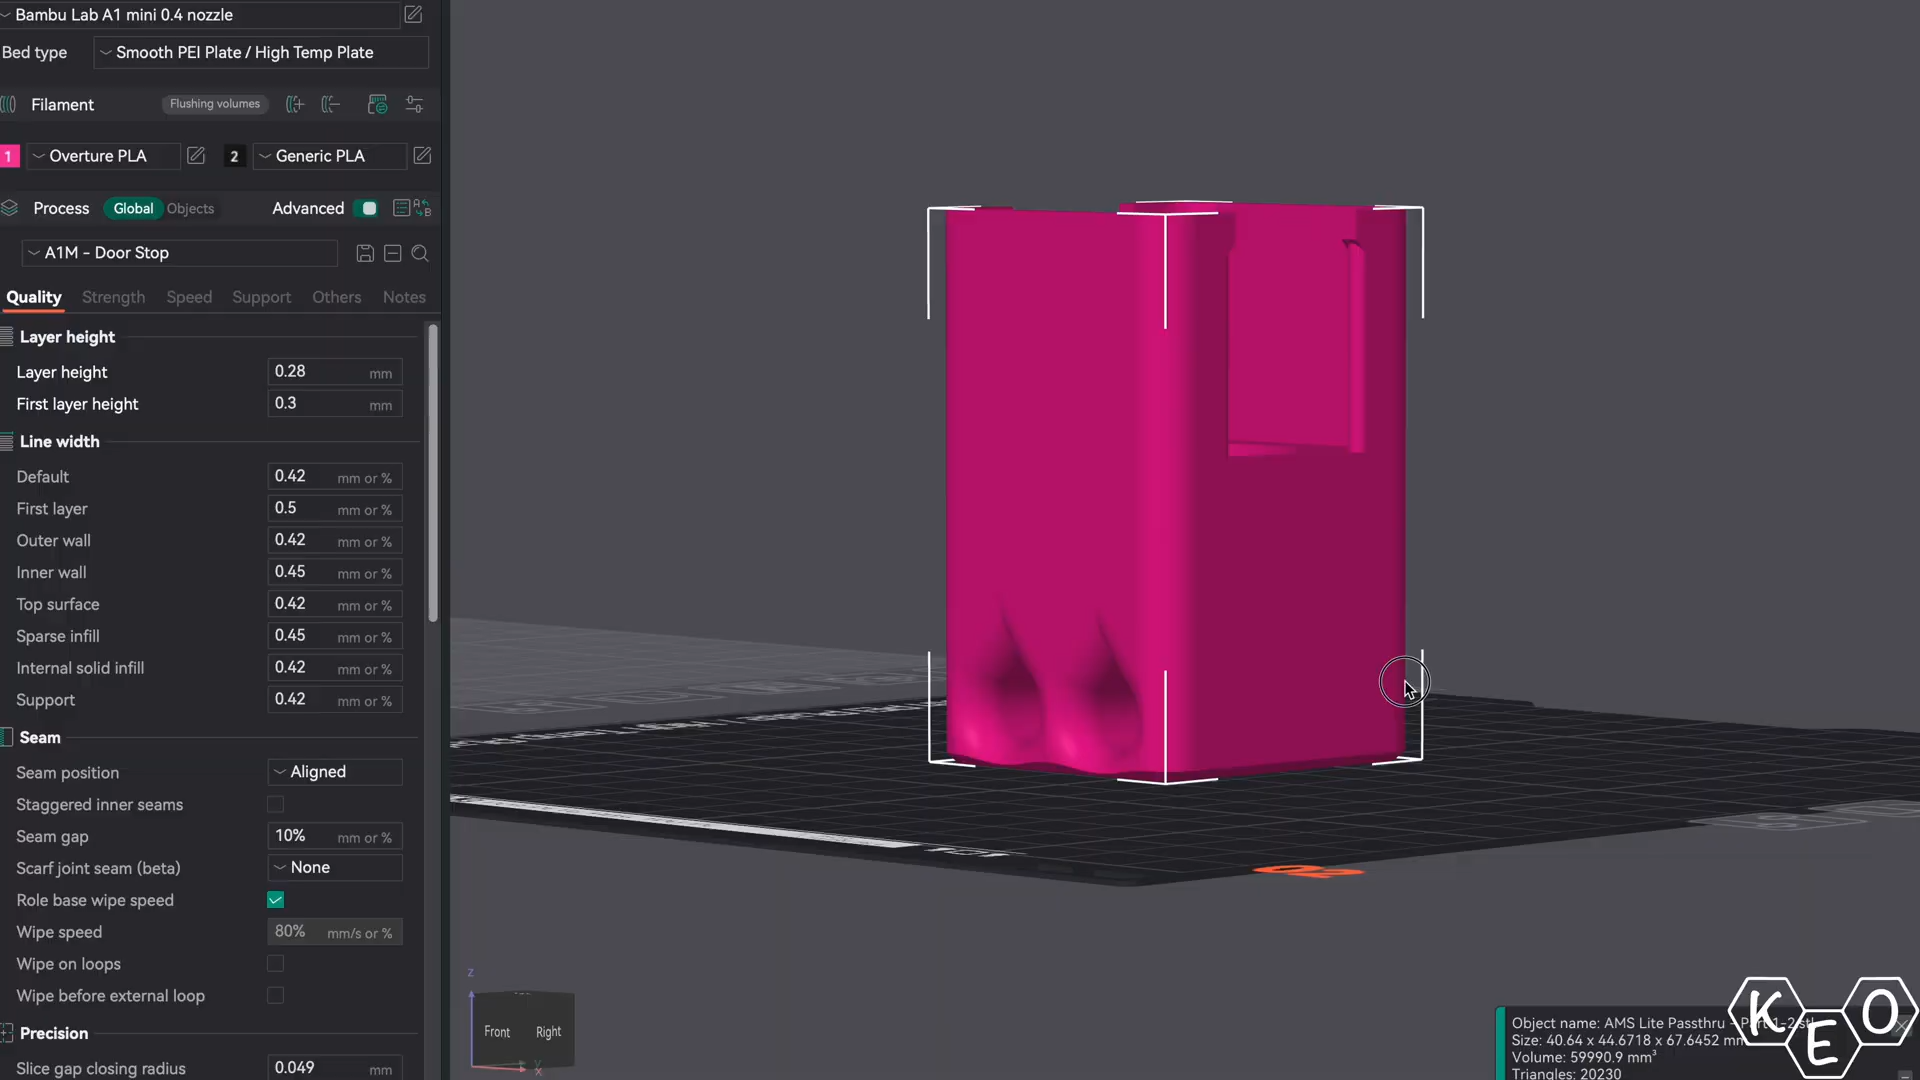 Bambu Lab A1 mini 0.4 nozzle
Bed type
Smooth PEI Plate / High Temp Plate
Filament
Flushing volumes
1
Overture PLA
2
Generic PLA
Process
Global
Objects
Advanced
A1M - Door Stop
Quality
Strength
Speed
Support
Others
Notes
Layer height
Layer height
0.28
mm
First layer height
0.3
mm
Line width
Default
0.42
mm or %
First layer
0.5
mm or %
Outer wall
0.42
mm or %
Inner wall
0.45
mm or %
Top surface
0.42
mm or %
Sparse infill
0.45
mm or %
Internal solid infill
0.42
mm or %
Support
0.42
mm or %
Seam
Seam position
Aligned
Staggered inner seams
Seam gap
10%
mm or %
Scarf joint seam (beta)
None
Role base wipe speed
Wipe speed
80%
mm/s or %
Wipe on loops
Wipe before external loop
Precision
Slice gap closing radius
0.049
mm
02
Z
Front
Right
X
Object name: AMS Lite Passthru - Part 1-2.stl
Size: 40.64 x 44.6718 x 67.6452 mm
Volume: 59990.9 mm³
Triangles: 20230
KEO